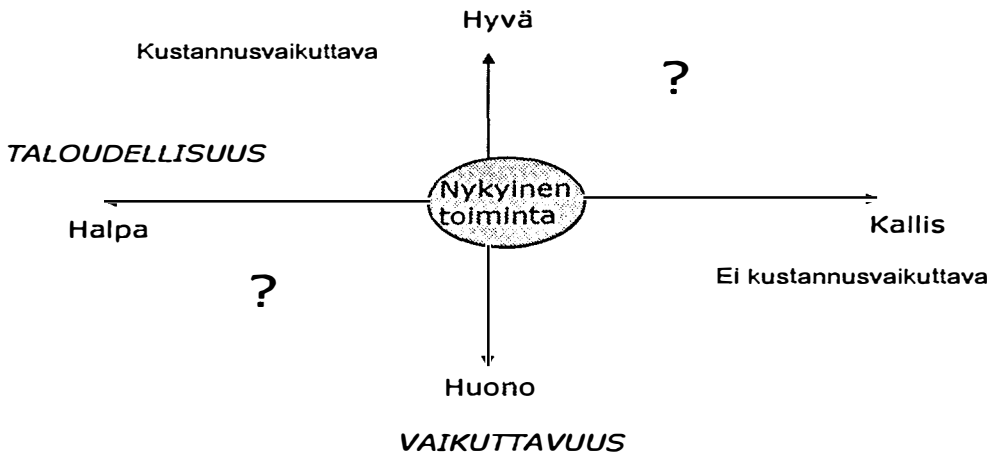 Hyvä
Kustannusvaikuttava
?
TALOUDELLISUUS
Nykyinen
toiminta
Halpa
Kallis
?
Ei kustannusvaikuttava
Huono
VAIKUTTAVUUS